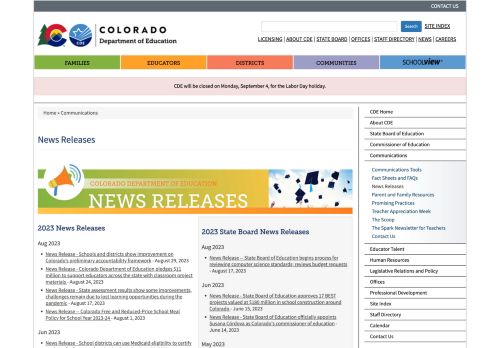 CONTACT US
COLORADO
Department of Education
CDE
Search
SITE INDEX
LICENSING | ABOUT CDE | STATE BOARD | OFFICES | STAFF DIRECTORY | NEWS | CAREERS
FAMILIES
EDUCATORS
DISTRICTS
COMMUNITIES
SCHOOLVIEW
CDE will be closed on Monday, September 4, for the Labor Day holiday.
Home » Communications
News Releases
COLORADO DEPARTMENT OF EDUCATION
NEWS RELEASES
2023 News Releases
Aug 2023
News Release - Schools and districts show improvement on
Colorado's preliminary accountability framework - August 29, 2023
News Release - Colorado Department of Education pledges $11
million to support educators across the state with classroom project
materials - August 24, 2023
News Release - State assessment results show some improvements,
challenges remain due to lost learning opportunities during the
pandemic - August 17, 2023
News Release -- Colorado Free and Reduced-Price School Meal
Policy for School Year 2023-24 - August 1, 2023
Jun 2023
News Release - School districts can use Medicaid eligibility to certify
2023 State Board News Releases
Aug 2023
News Release -- State Board of Education begins process for
reviewing computer science standards; reviews budget requests
- August 17, 2023
Jun 2023
News Release - State Board of Education approves 17 BEST
projects valued at $180 million in school construction around
Colorado - June 15, 2023
News Release - State Board of Education officially appoints
Susana Córdova as Colorado's commissioner of education
- June 14, 2023
May 2023
CDE Home
About CDE
State Board of Education
Commissioner of Education
Communications
Communications Tools
Fact Sheets and FAQs
News Releases
Parent and Family Resources
Promising Practices
Teacher Appreciation Week
The Scoop
The Spark Newsletter for Teachers
Contact Us
Educator Talent
Human Resources
Legislative Relations and Policy
Offices
Professional Development
Site Index
Staff Directory
Calendar
Contact Us